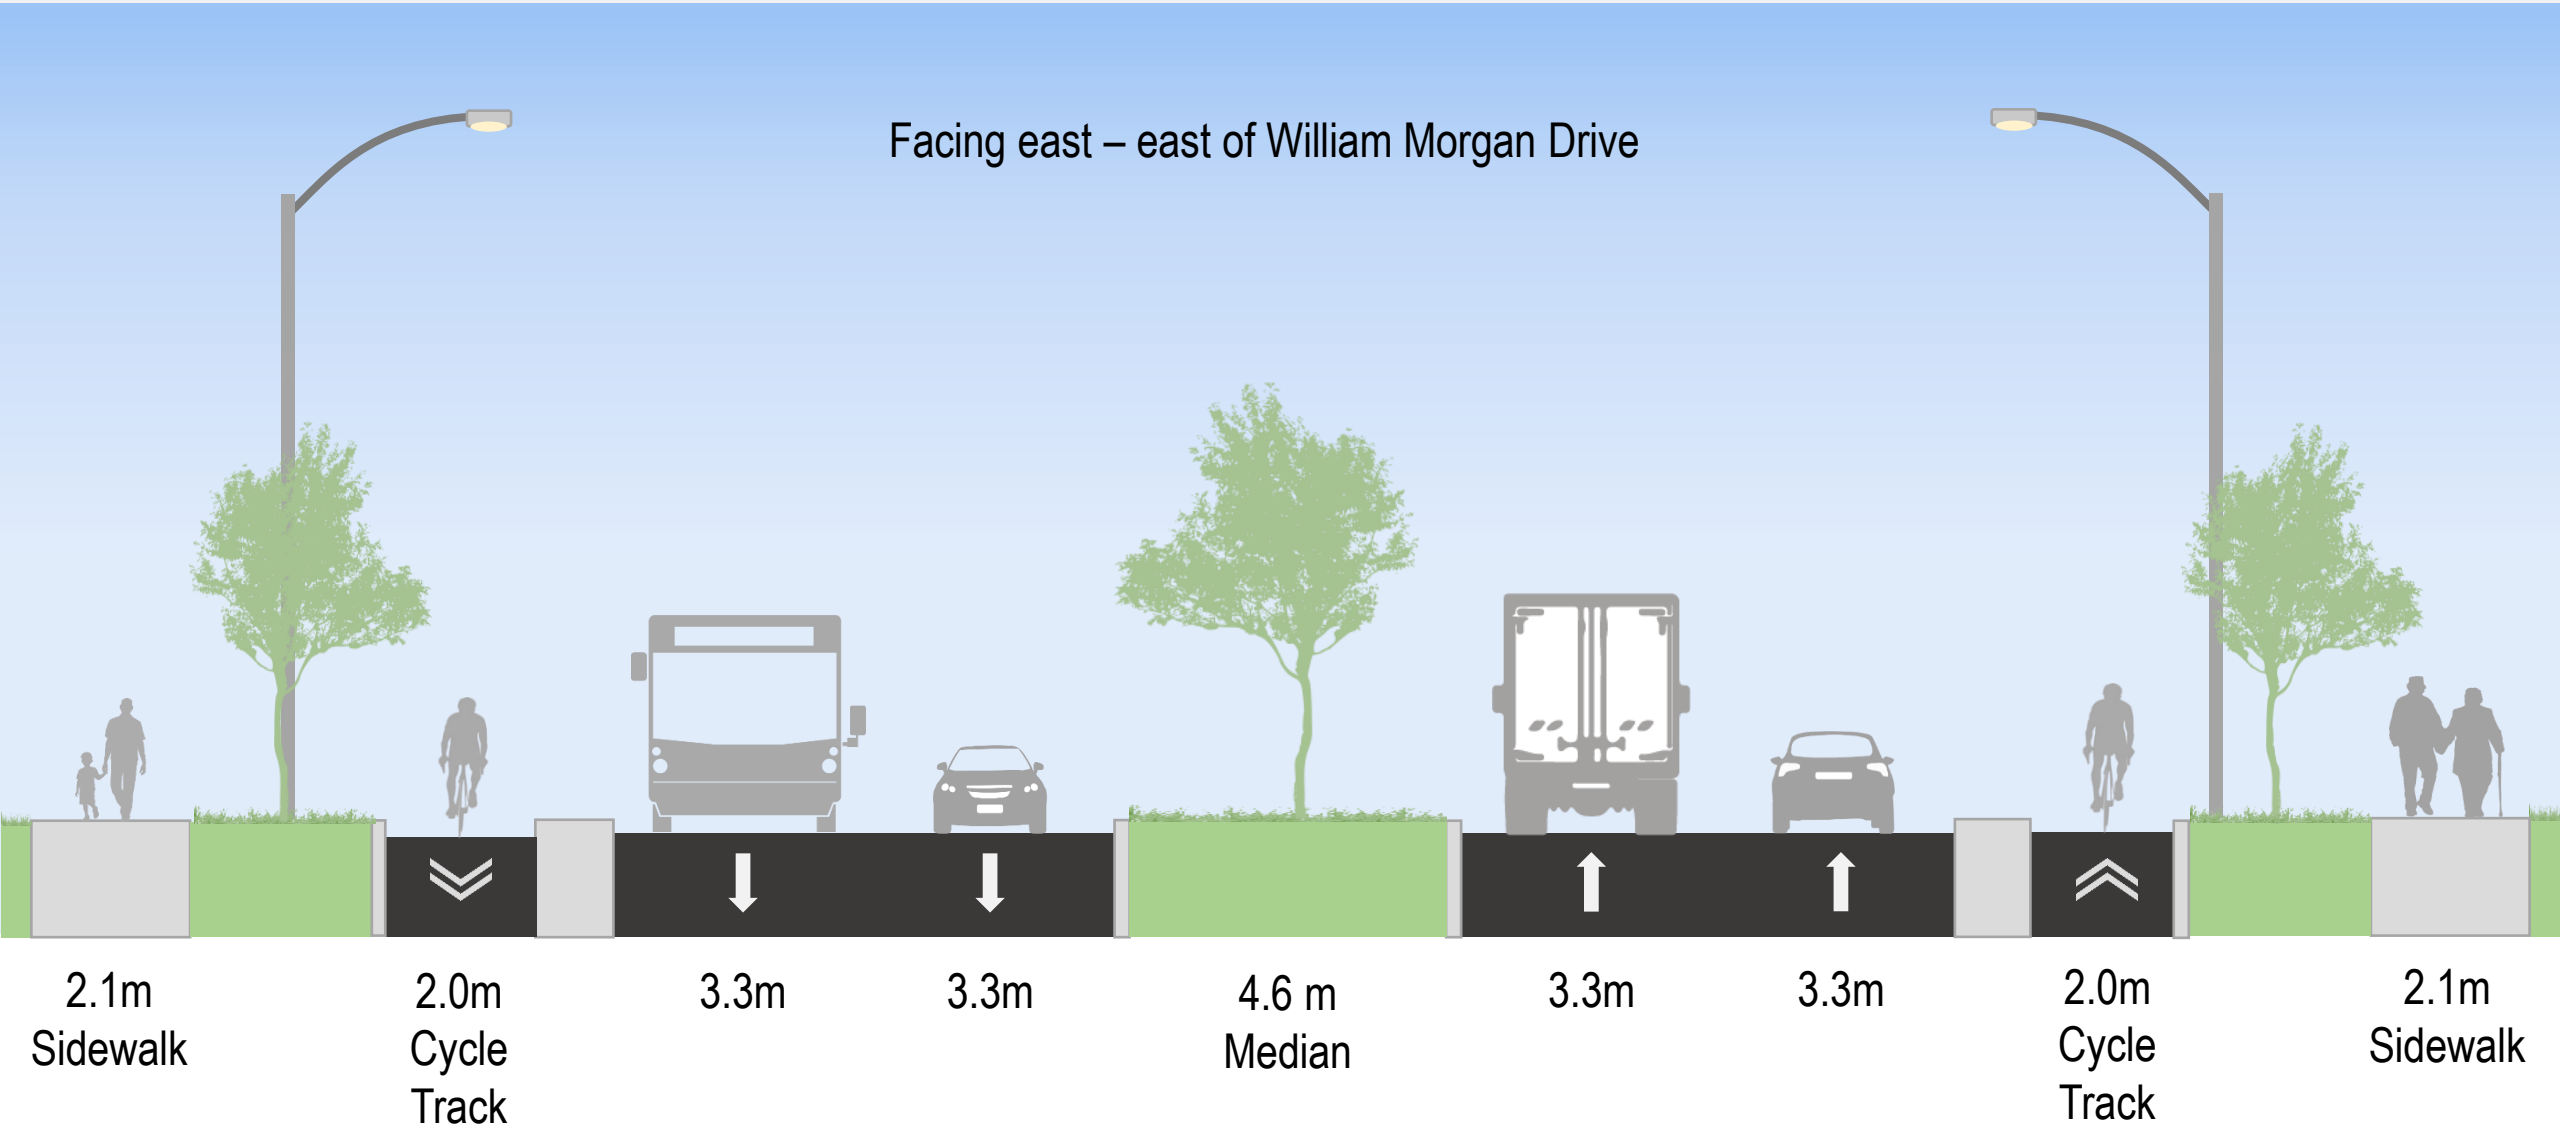 Facing east – east of William Morgan Drive
2.1m
Sidewalk
2.0m
Cycle
Track
3.3m
3.3m
4.6 m
Median
3.3m
3.3m
2.0m
Cycle
Track
2.1m
Sidewalk